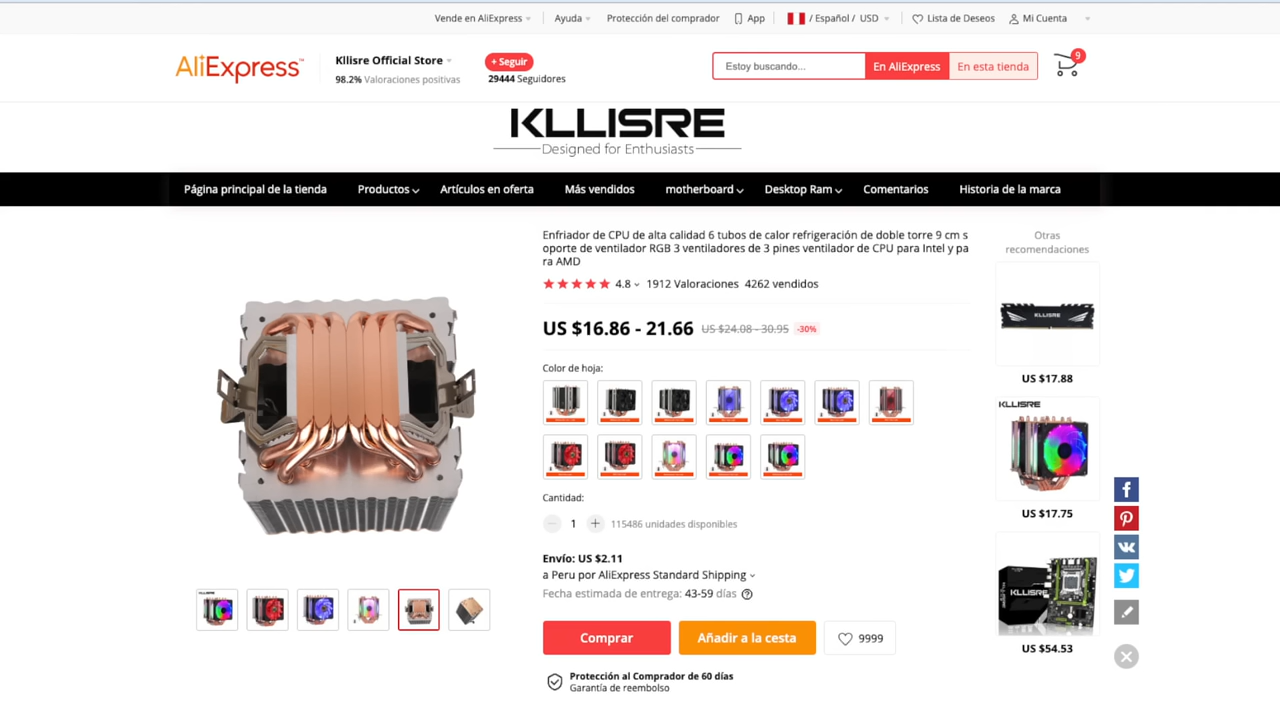 Vende en AliExpress
Ayuda
Protección del comprador
App
/ Español / USD
Lista de Deseos
Mi Cuenta
AliExpress™
Kllisre Official Store
98.2% Valoraciones positivas
+ Seguir
29444 Seguidores
Estoy buscando...
En AliExpress
En esta tienda
9
KLLISRE
Designed for Enthusiasts
Página principal de la tienda
Productos
Artículos en oferta
Más vendidos
motherboard
Desktop Ram
Comentarios
Historia de la marca
Enfriador de CPU de alta calidad 6 tubos de calor refrigeración de doble torre 9 cm s
oporte de ventilador RGB 3 ventiladores de 3 pines ventilador de CPU para Intel y pa
ra AMD
4.8
1912 Valoraciones
4262 vendidos
US $16.86 - 21.66
US $24.08 - 30.95
-30%
Color de hoja:
Cantidad:
1
115486 unidades disponibles
Envío: US $2.11
a Peru por AliExpress Standard Shipping
Fecha estimada de entrega: 43-59 días
Comprar
Añadir a la cesta
9999
Protección al Comprador de 60 días
Garantía de reembolso
Otras
recomendaciones
KLLISRE
US $17.88
KLLISRE
US $17.75
KLLISRE
US $54.53